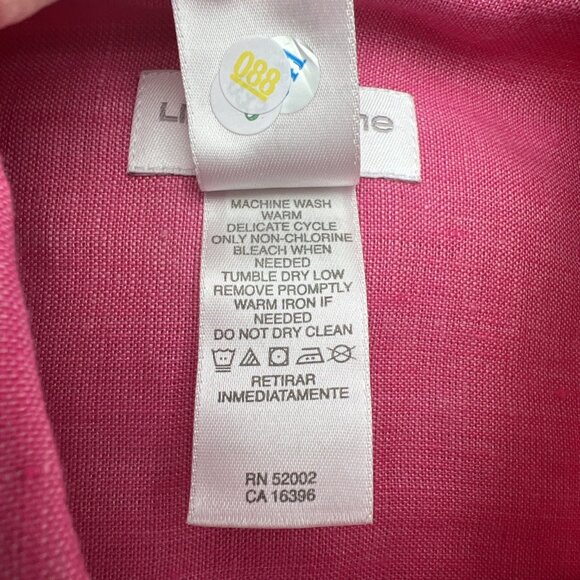 088
MACHINE WASH
WARM
DELICATE CYCLE
ONLY NON-CHLORINE
BLEACH WHEN
NEEDED
TUMBLE DRY LOW
REMOVE PROMPTLY
WARM IRON IF
NEEDED
DO NOT DRY CLEAN
RETIRAR
INMEDIATAMENTE
RN 52002
CA 16396